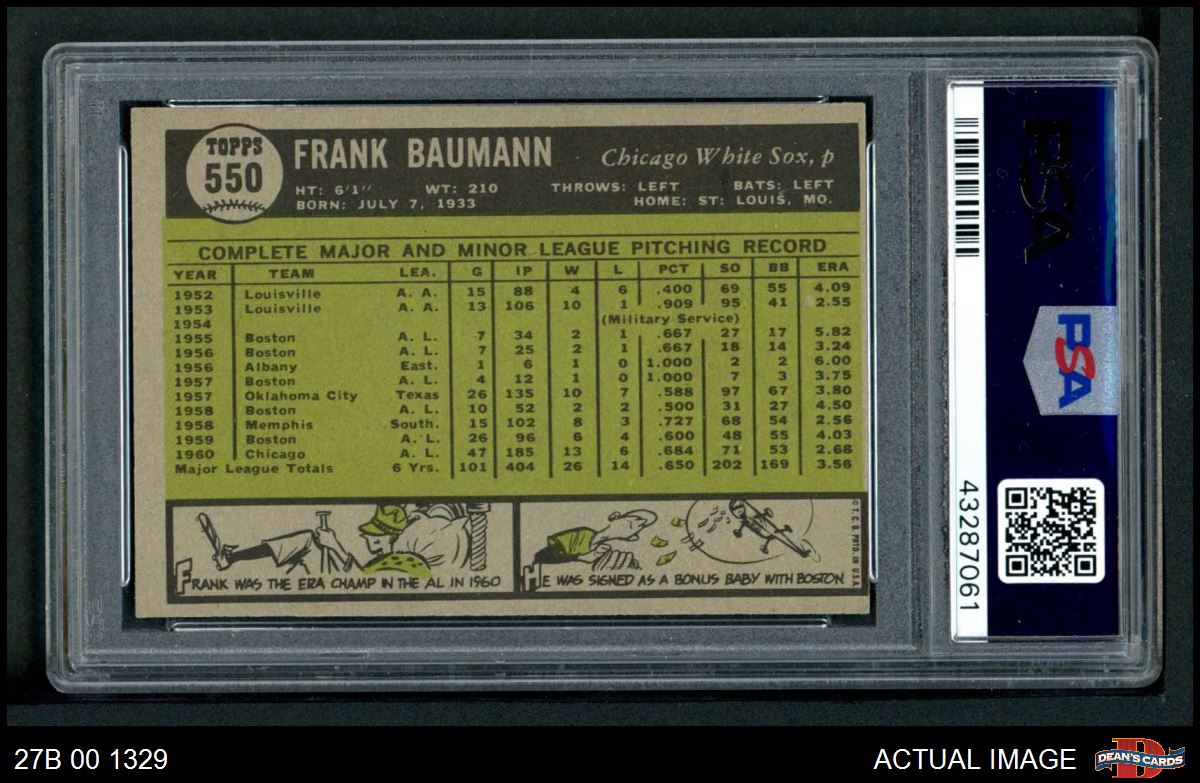 TOPPS
550
FRANK BAUMANN
Chicago White Sox, p
HT: 6'1" WT: 210 THROWS: LEFT BATS: LEFT
BORN: JULY 7, 1933 HOME: ST: LOUIS, MO.
COMPLETE MAJOR AND MINOR LEAGUE PITCHING RECORD
YEAR TEAM LEA. G IP W L PCT SO BB ERA
1952 Louisville A. A. 15 88 4 6 .400 69 55 4.09
1953 Louisville A. A. 13 106 10 1 .909 95 41 2.55
1954 (Military Service)
1955 Boston A. L. 7 34 2 1 .667 27 17 5.82
1956 Boston A. L. 7 25 2 1 .667 18 14 3.24
1956 Albany East. 1 6 1 0 1.000 2 2 6.00
1957 Boston A. L. 4 12 1 0 1.000 7 3 3.75
1957 Oklahoma City Texas 26 135 10 7 .588 97 67 3.80
1958 Boston A. L. 10 52 2 2 .500 31 27 4.50
1958 Memphis South. 15 102 8 3 .727 68 54 2.56
1959 Boston A. L. 26 96 6 4 .600 48 55 4.03
1960 Chicago A. L. 47 185 13 6 .684 71 53 2.68
Major League Totals 6 Yrs. 101 404 26 14 .650 202 169 3.56
FRANK WAS THE ERA CHAMP IN THE AL IN 1960
HE WAS SIGNED AS A BONUS BABY WITH BOSTON
©T.C.G. PRTD. IN U.S.A.
PSA
PSA
43287061
27B 00 1329
ACTUAL IMAGE
DEAN'S CARDS